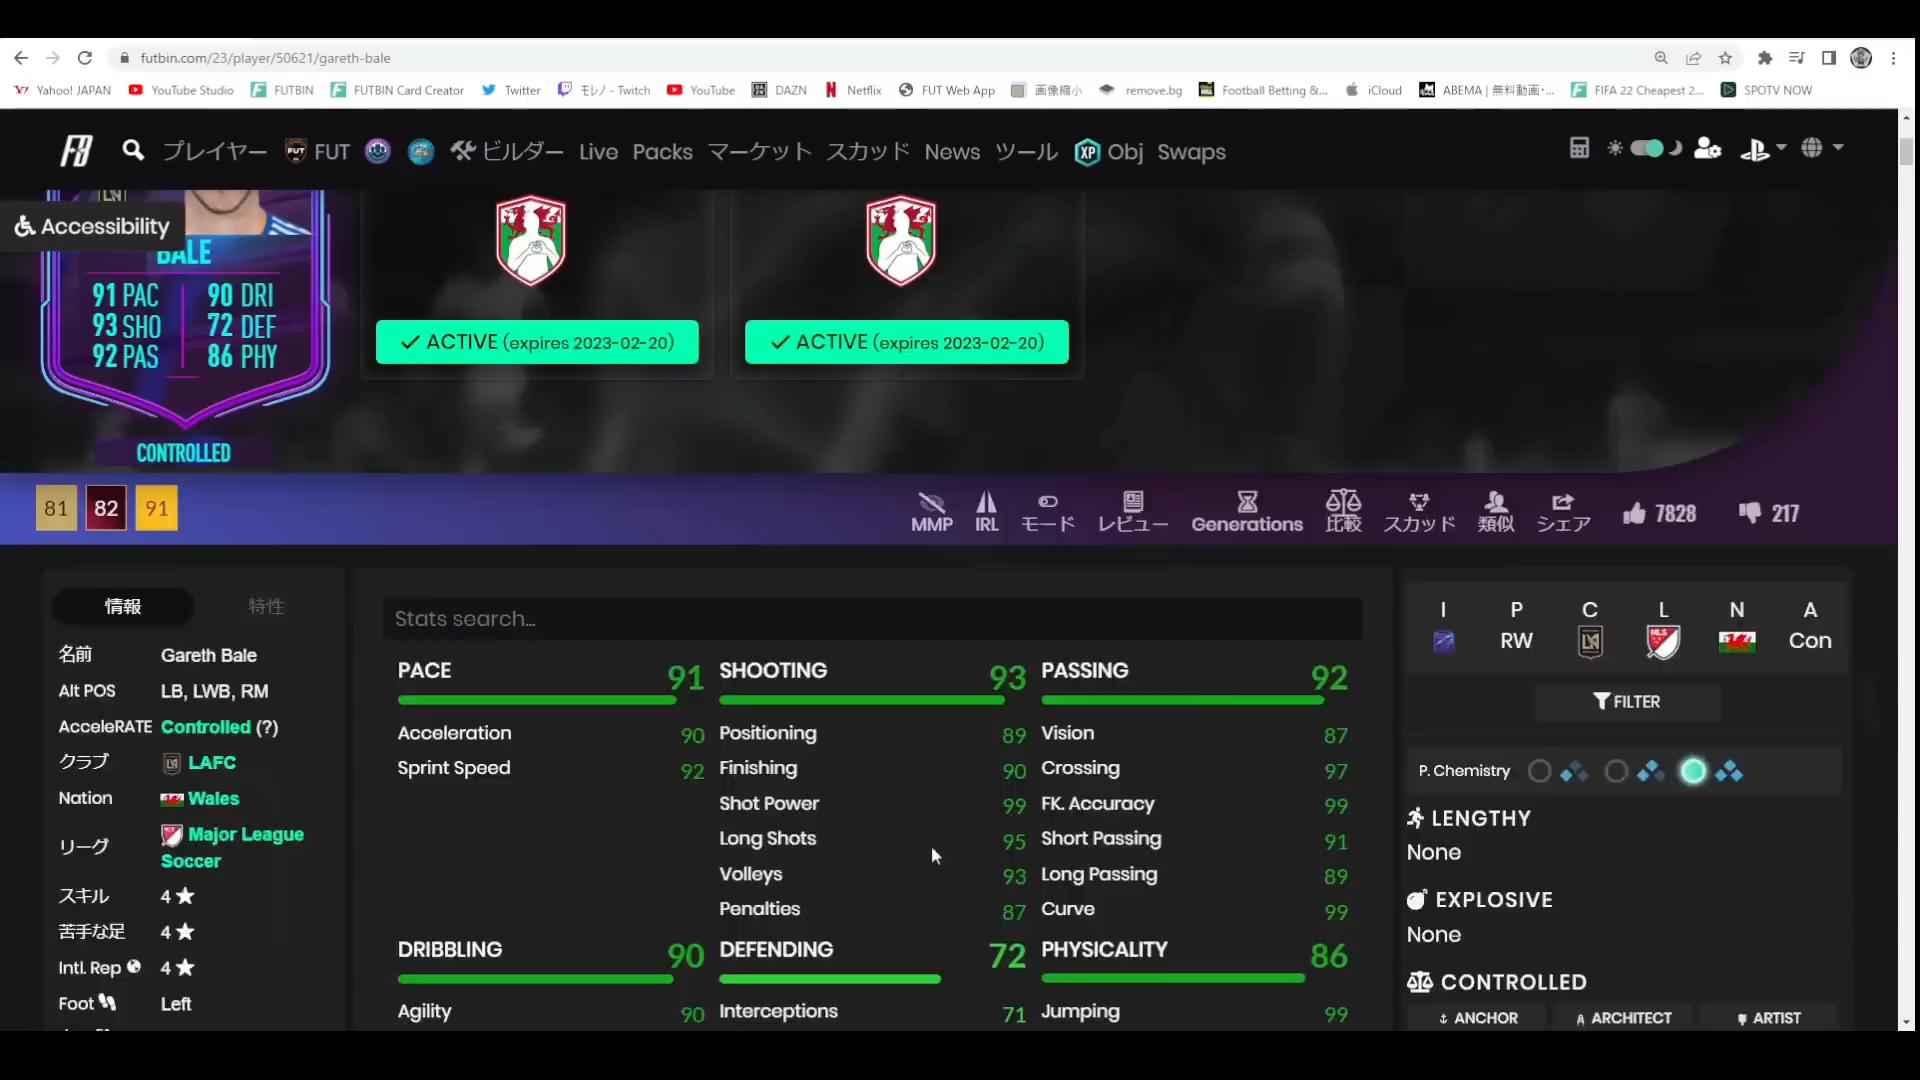 futbin.com/23/player/50621/gareth-bale
Yahoo! JAPAN YouTube Studio FUTBIN FUTBIN Card Creator Twitter モレノ - Twitch YouTube DAZN Netflix FUT Web App 画像縮小 remove.bg Football Betting &... iCloud ABEMA | 無料動画・... FIFA 22 Cheapest 2... SPOTV NOW
プレイヤー FUT ビルダー Live Packs マーケット スカッド News ツール XP Obj Swaps
Accessibility
BALE
91 PAC 90 DRI
93 SHO 72 DEF
92 PAS 86 PHY
CONTROLLED
ACTIVE (expires 2023-02-20) ACTIVE (expires 2023-02-20)
81 82 91
MMP IRL モード レビュー Generations 比較 スカッド 類似 シェア 7828 217
情報 特性
名前 Gareth Bale
Alt POS LB, LWB, RM
AcceleRATE Controlled (?)
クラブ LAFC
Nation Wales
リーグ Major League
Soccer
スキル 4★
苦手な足 4★
Intl. Rep 4★
Foot Left
Stats search...
PACE 91
Acceleration 90
Sprint Speed 92
SHOOTING 93
Positioning 89
Finishing 90
Shot Power 99
Long Shots 95
Volleys 93
Penalties 87
PASSING 92
Vision 87
Crossing 97
FK. Accuracy 99
Short Passing 91
Long Passing 89
Curve 99
DRIBBLING 90
Agility 90
DEFENDING 72
Interceptions 71
PHYSICALITY 86
Jumping 99
I P C L N A
RW Con
FILTER
P. Chemistry
LENGTHY
None
EXPLOSIVE
None
CONTROLLED
ANCHOR ARCHITECT ARTIST